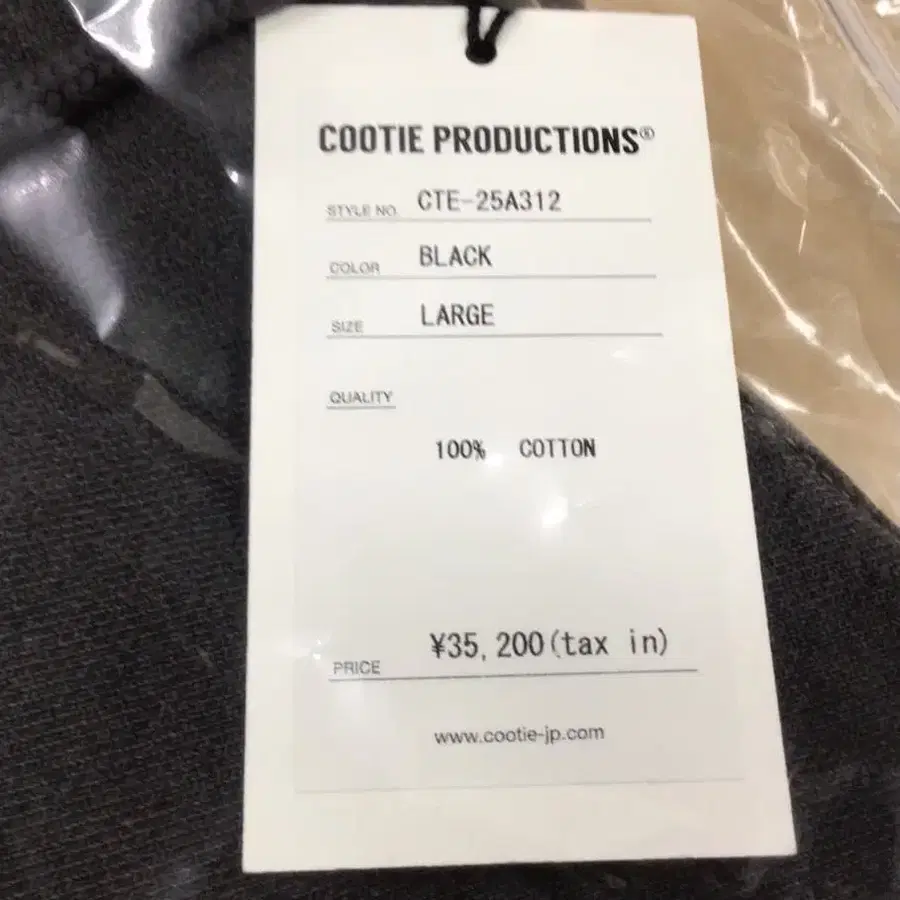 COOTIE PRODUCTIONS®
STYLE NO. CTE-25A312
COLOR BLACK
SIZE LARGE
QUALITY
100% COTTON
PRICE ¥35,200(tax in)
www.cootie-jp.com